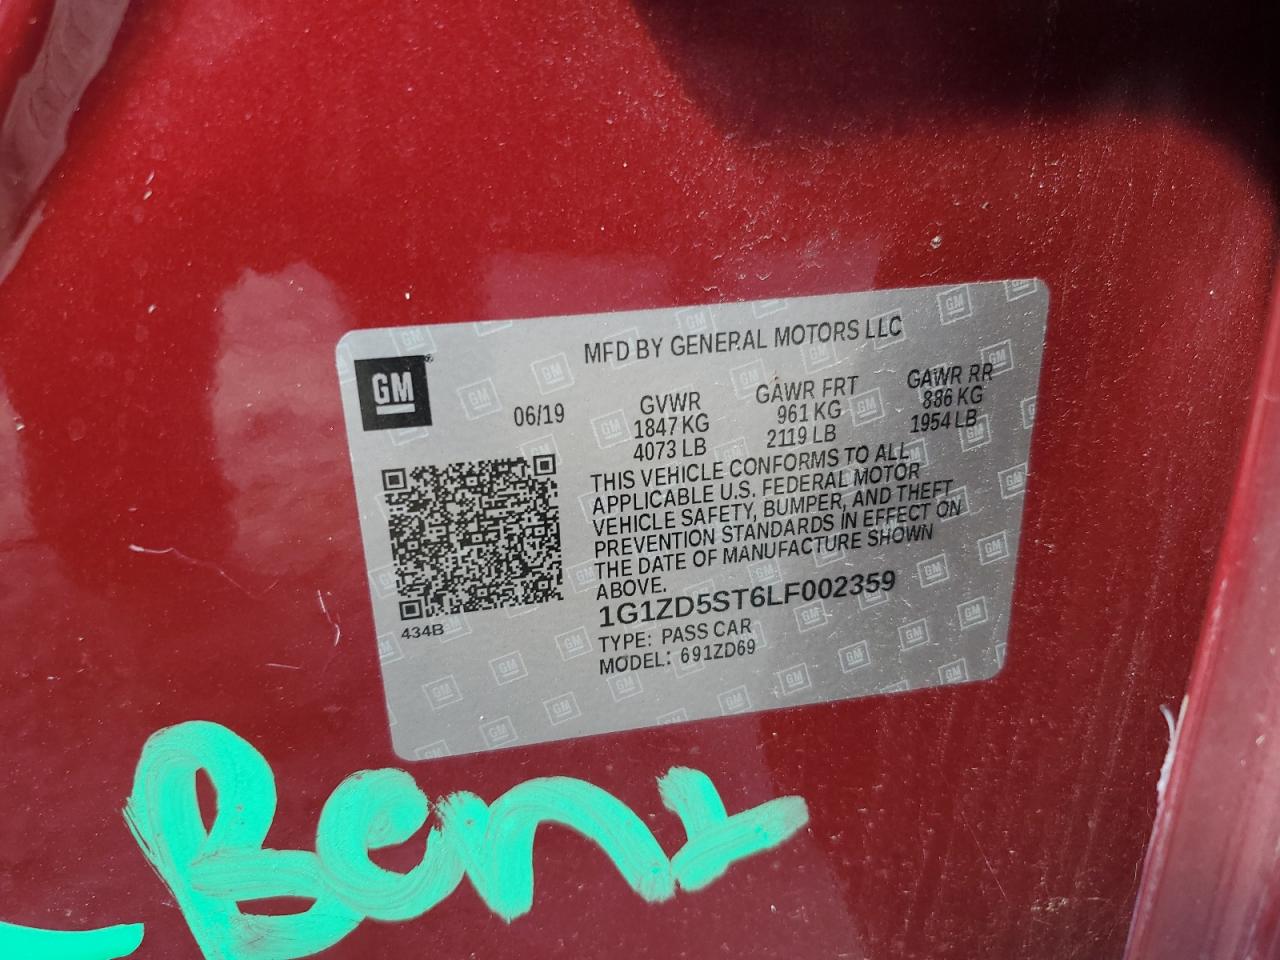 MFD BY GENERAL MOTORS LLC
GM
06/19
GVWR GAWR FRT GAWR RR
1847 KG 961 KG 886 KG
4073 LB 2119 LB 1954 LB
THIS VEHICLE CONFORMS TO ALL
APPLICABLE U.S. FEDERAL MOTOR
VEHICLE SAFETY, BUMPER, AND THEFT
PREVENTION STANDARDS IN EFFECT ON
THE DATE OF MANUFACTURE SHOWN
ABOVE.
1G1ZD5ST6LF002359
434B
TYPE: PASS CAR
MODEL: 691ZD69